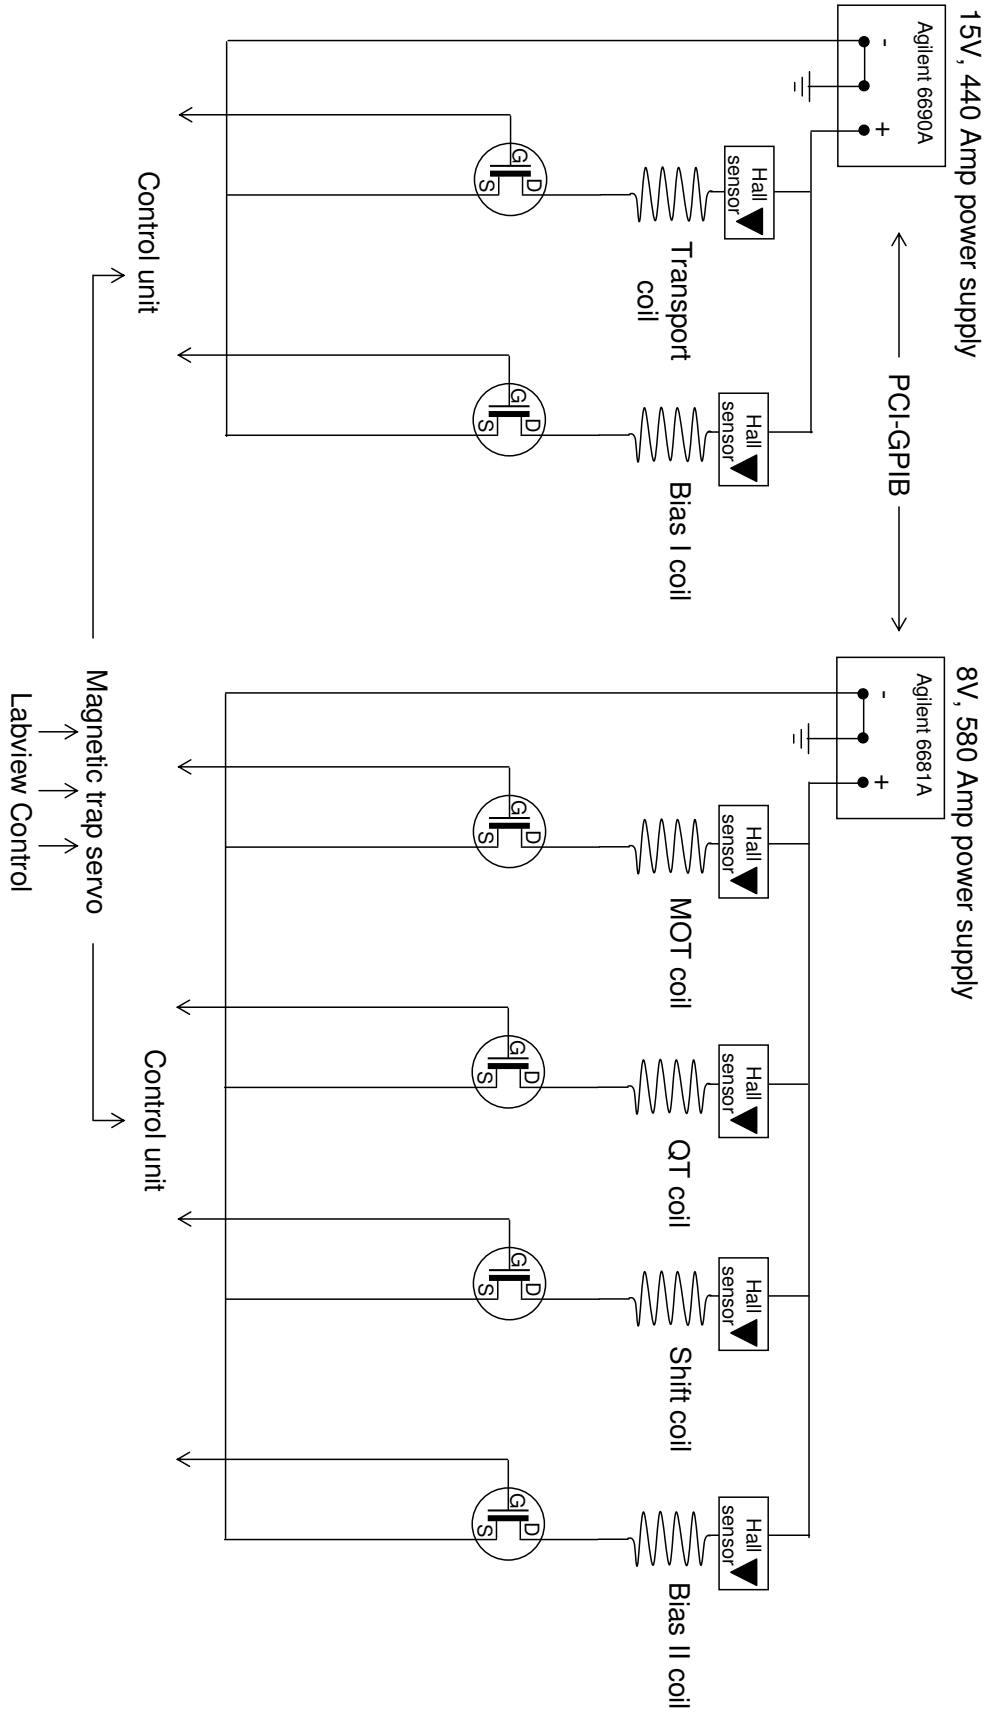 15V, 440 Amp power supply
8V, 580 Amp power supply
Agilent 6690A
- +
PCI-GPIB
Agilent 6681A
- +
Hall
sensor
Hall
sensor
Hall
sensor
Hall
sensor
Hall
sensor
Hall
sensor
Transport
coil
Bias I coil
MOT coil
QT coil
Shift coil
Bias II coil
G D S
G D S
G D S
G D S
G D S
G D S
Control unit
Control unit
Magnetic trap servo
Labview Control